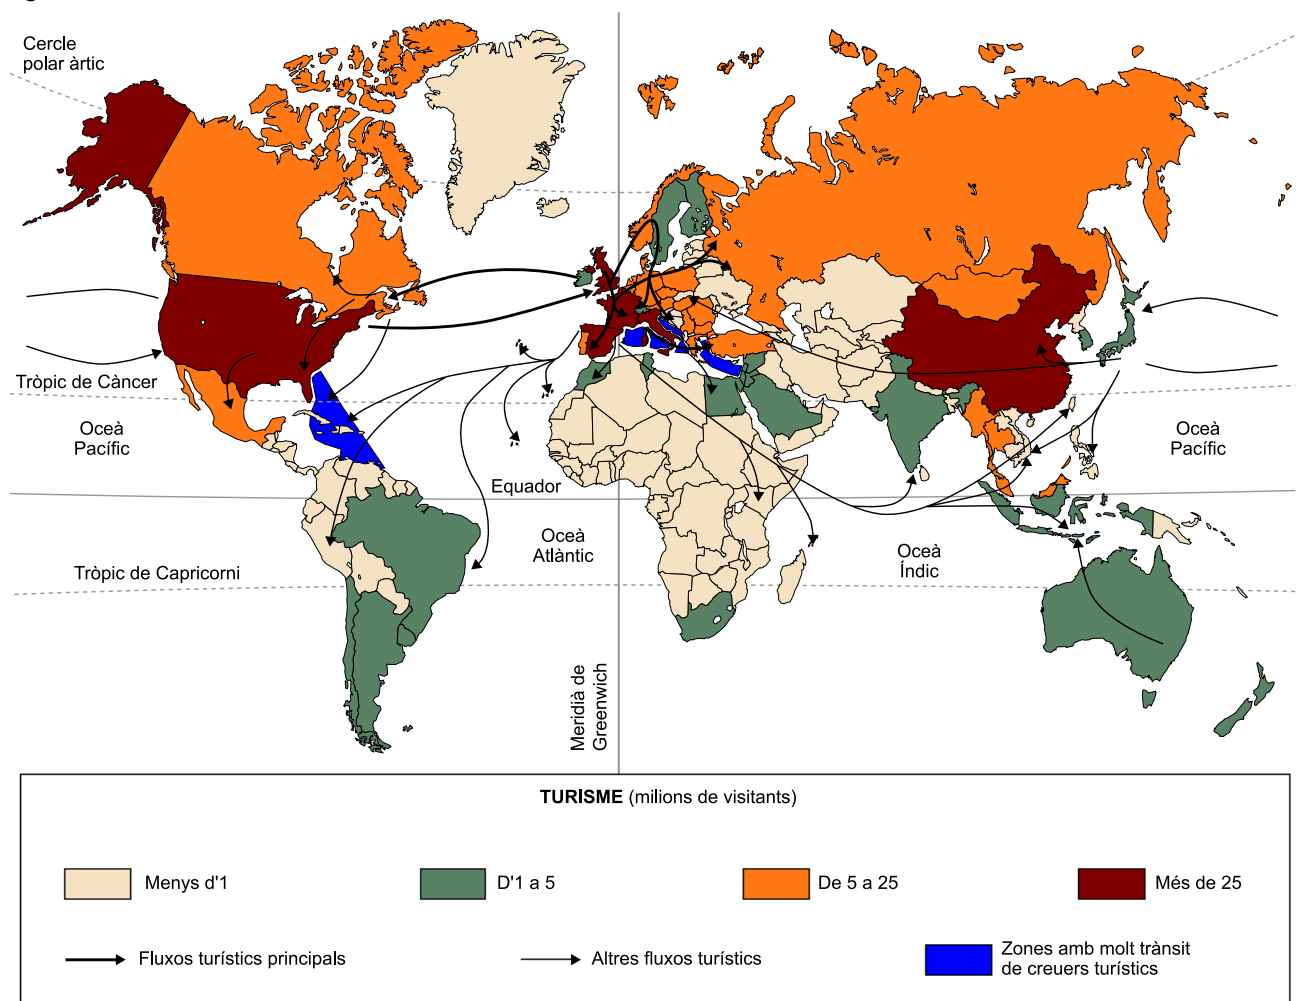 Cercle
polar àrtic
Tròpic de Càncer
Oceà
Pacífic
Equador
Oceà
Atlàntic
Oceà
Índic
Oceà
Pacífic
Tròpic de Capricorni
Meridià de
Greenwich
TURISME (milions de visitants)
Menys d'1
D'1 a 5
De 5 a 25
Més de 25
Fluxos turístics principals
Altres fluxos turístics
Zones amb molt trànsit
de creuers turístics